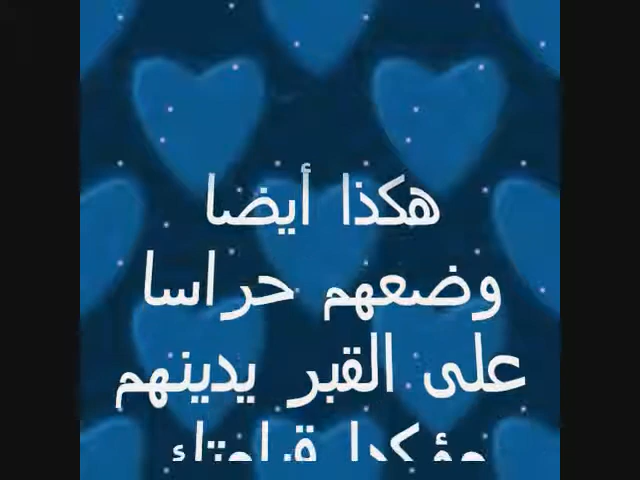 هكذا أيضا
وضعهم حراسا
على القبر يدينهم